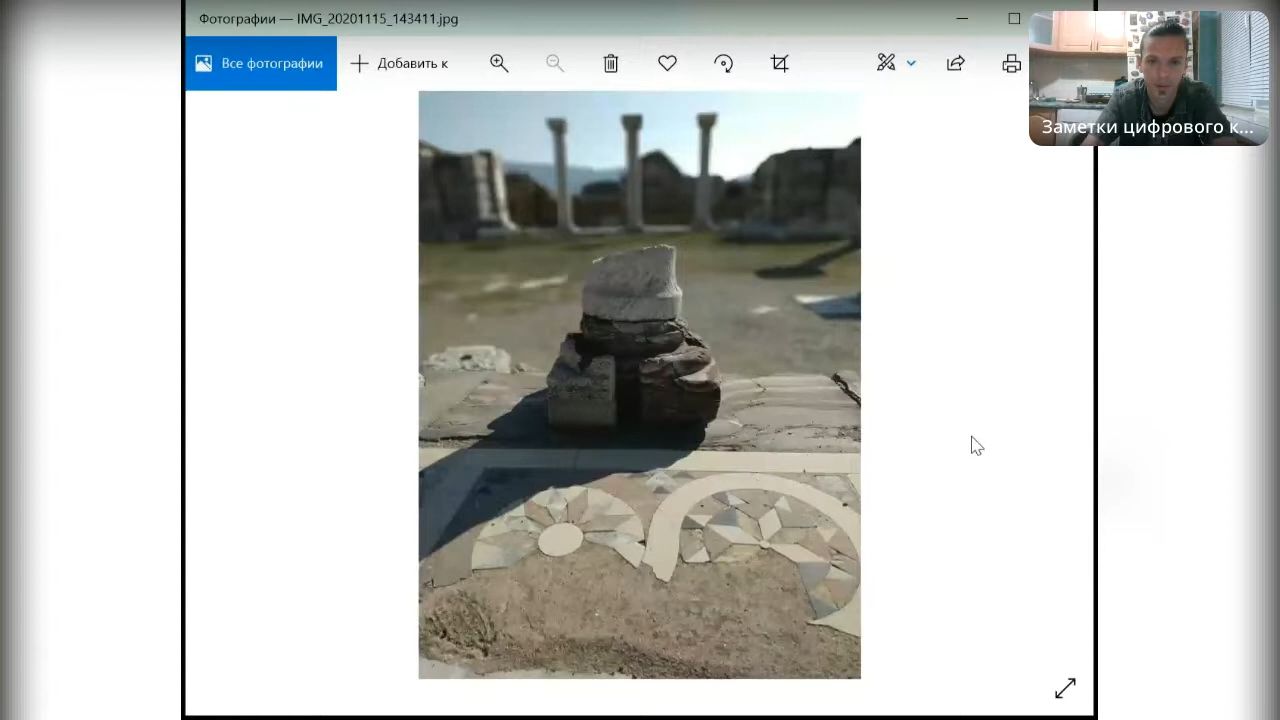 Фотографии — IMG_20201115_143411.jpg
Все фотографии
Добавить к
Заметки цифрового к...